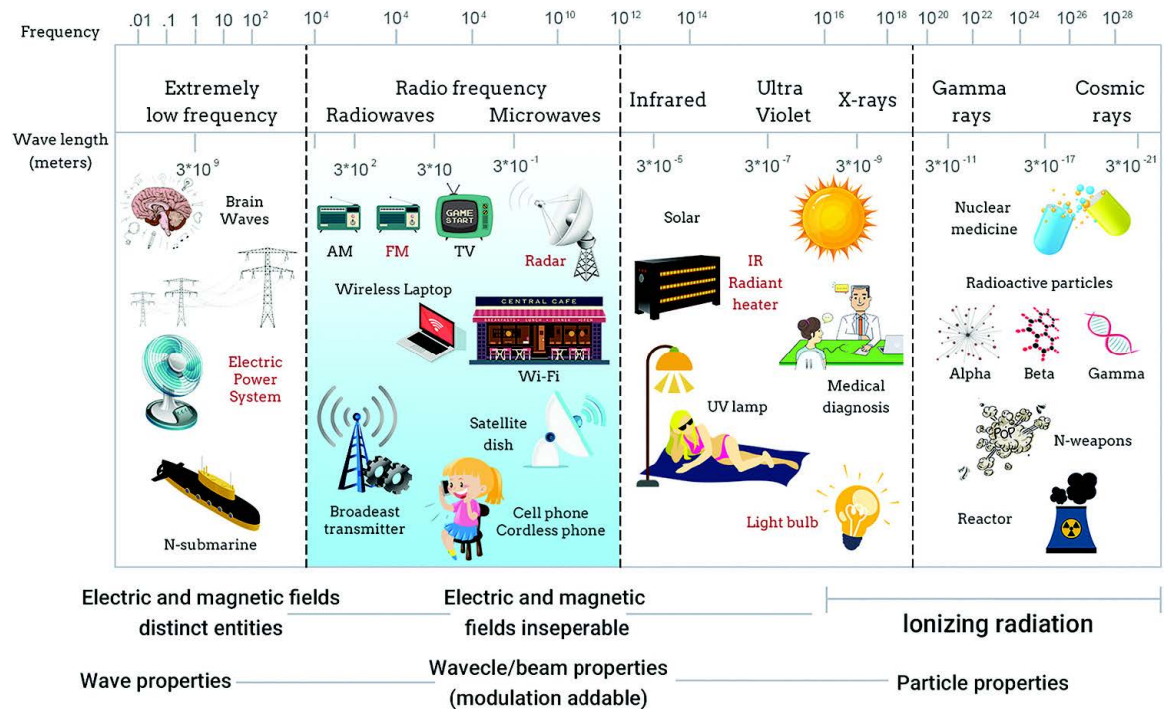 Frequency
.01 .1 1 10 10² 10⁴ 10⁴ 10⁴ 10¹⁰ 10¹² 10¹⁴ 10¹⁶ 10¹⁸ 10²⁰ 10²² 10²⁴ 10²⁶ 10²⁸
Extremely
low frequency
Radio frequency
Radiowaves Microwaves
Infrared
Ultra
Violet
X-rays
Gamma
rays
Cosmic
rays
Wave length
(meters)
3*10⁹ 3*10² 3*10 3*10⁻¹ 3*10⁻⁵ 3*10⁻⁷ 3*10⁻⁹ 3*10⁻¹¹ 3*10⁻¹⁷ 3*10⁻²¹
Brain
Waves
Electric
Power
System
N-submarine
GAME
START
AM FM TV
Radar
Wireless Laptop
CENTRAL CAFE
Wi-Fi
Satellite
dish
Broadeast
transmitter
Cell phone
Cordless phone
Solar
IR
Radiant
heater
UV lamp
Medical
diagnosis
Light bulb
Nuclear
medicine
Radioactive particles
Alpha Beta Gamma
POP
N-weapons
Reactor
Electric and magnetic fields
distinct entities
Electric and magnetic
fields inseperable
Ionizing radiation
Wave properties
Wavecle/beam properties
(modulation addable)
Particle properties